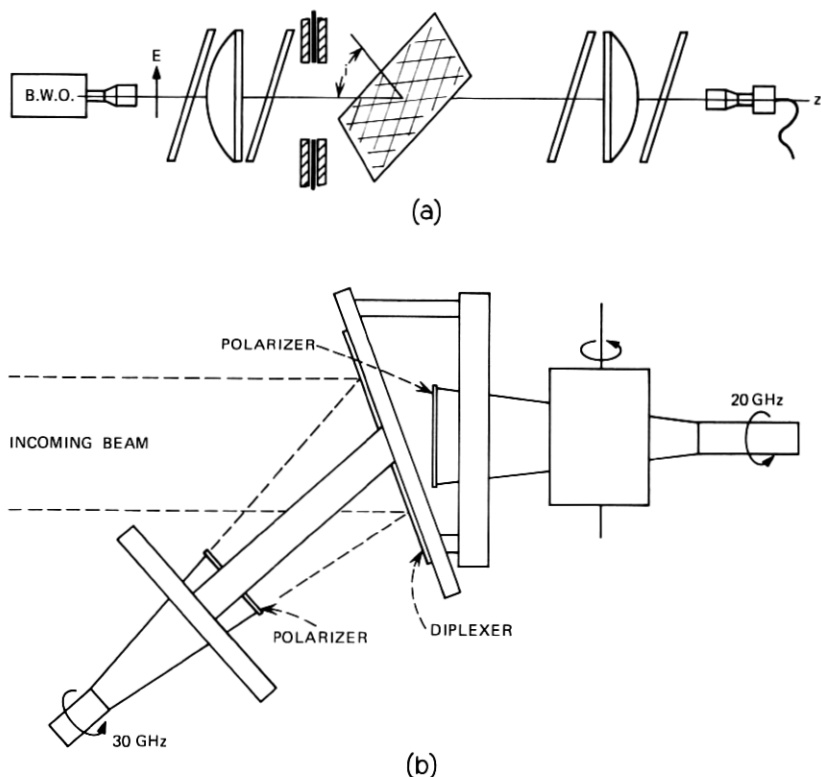 B.W.O.
E
i
z
(a)
POLARIZER
20 GHz
INCOMING BEAM
POLARIZER
DIPLEXER
30 GHz
(b)